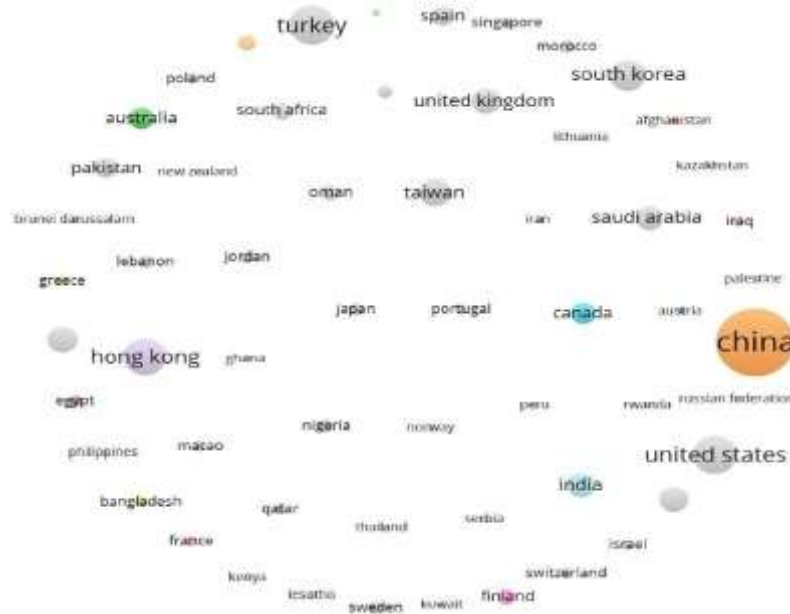 turkey
spain
singapore
morocco
south korea
poland
australia
south africa
united kingdom
afghanistan
lithuania
pakistan
new zealand
kazakhstan
oman
taiwan
brunei darussalam
iran
saudi arabia
iraq
lebanon
jordan
greece
palestine
japan
portugal
canada
austria
china
hong kong
ghana
egypt
peru
rwanda
russian federation
nigeria
norway
philippines
macao
united states
india
bangladesh
qatar
thailand
serbia
france
israel
kenya
switzerland
lesotho
sweden
kuwait
finland